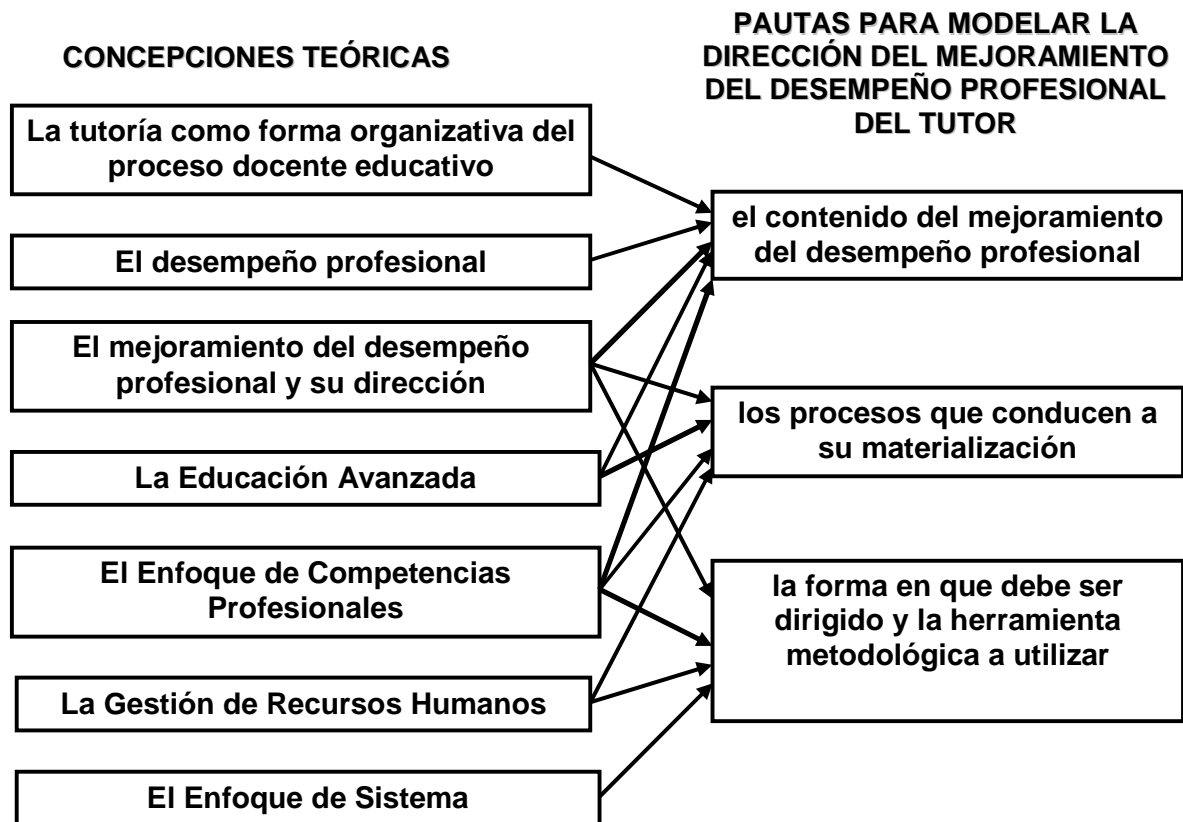 CONCEPCIONES TEÓRICAS
La tutoría como forma organizativa del
proceso docente educativo
El desempeño profesional
El mejoramiento del desempeño
profesional y su dirección
La Educación Avanzada
El Enfoque de Competencias
Profesionales
La Gestión de Recursos Humanos
El Enfoque de Sistema
PAUTAS PARA MODELAR LA
DIRECCIÓN DEL MEJORAMIENTO
DEL DESEMPEÑO PROFESIONAL
DEL TUTOR
el contenido del mejoramiento
del desempeño profesional
los procesos que conducen a
su materialización
la forma en que debe ser
dirigido y la herramienta
metodológica a utilizar